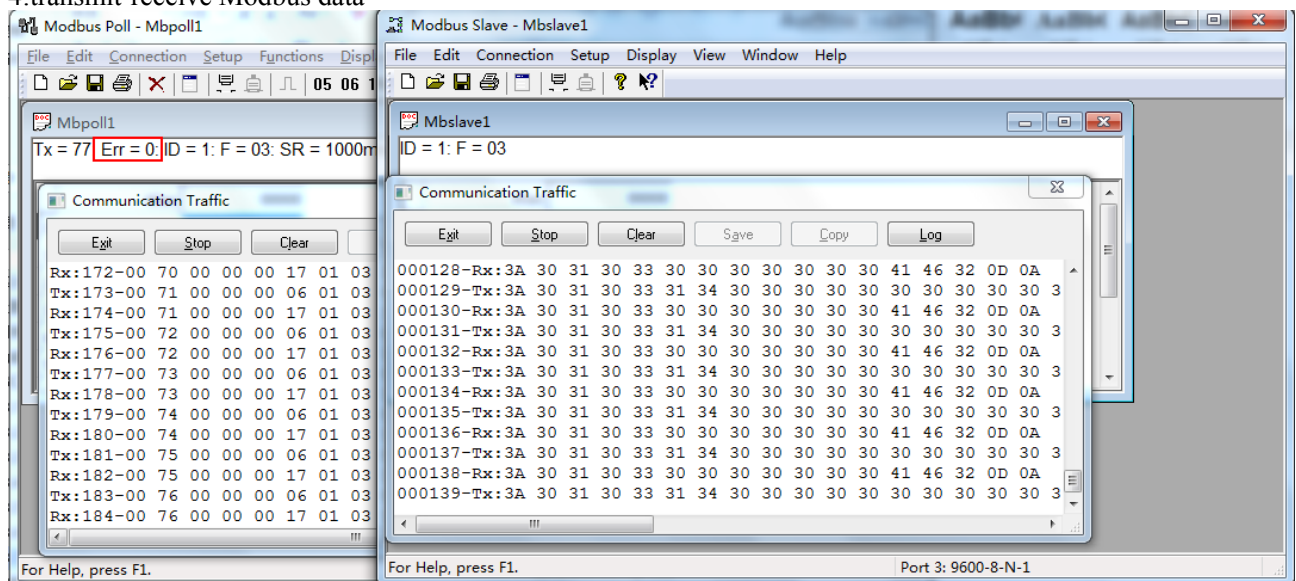 4.transmit-receive Modbus data
Modbus Poll - Mbpoll1
File Edit Connection Setup Functions Displ
05 06 1
Mbpoll1
Tx = 77: Err = 0: ID = 1: F = 03: SR = 1000m
Communication Traffic
Exit Stop Clear
Rx:172-00 70 00 00 00 17 01 03
Tx:173-00 71 00 00 00 06 01 03
Rx:174-00 71 00 00 00 17 01 03
Tx:175-00 72 00 00 00 06 01 03
Rx:176-00 72 00 00 00 17 01 03
Tx:177-00 73 00 00 00 06 01 03
Rx:178-00 73 00 00 00 17 01 03
Tx:179-00 74 00 00 00 06 01 03
Rx:180-00 74 00 00 00 17 01 03
Tx:181-00 75 00 00 00 06 01 03
Rx:182-00 75 00 00 00 17 01 03
Tx:183-00 76 00 00 00 06 01 03
Rx:184-00 76 00 00 00 17 01 03
For Help, press F1.
Modbus Slave - Mbslave1
File Edit Connection Setup Display View Window Help
Mbslave1
ID = 1: F = 03
Communication Traffic
Exit Stop Clear Save Copy Log
000128-Rx:3A 30 31 30 33 30 30 30 30 30 30 30 41 46 32 0D 0A
000129-Tx:3A 30 31 30 33 31 34 30 30 30 30 30 30 30 30 30 30 3
000130-Rx:3A 30 31 30 33 30 30 30 30 30 30 30 41 46 32 0D 0A
000131-Tx:3A 30 31 30 33 31 34 30 30 30 30 30 30 30 30 30 30 3
000132-Rx:3A 30 31 30 33 30 30 30 30 30 30 30 41 46 32 0D 0A
000133-Tx:3A 30 31 30 33 31 34 30 30 30 30 30 30 30 30 30 30 3
000134-Rx:3A 30 31 30 33 30 30 30 30 30 30 30 41 46 32 0D 0A
000135-Tx:3A 30 31 30 33 31 34 30 30 30 30 30 30 30 30 30 30 3
000136-Rx:3A 30 31 30 33 30 30 30 30 30 30 30 41 46 32 0D 0A
000137-Tx:3A 30 31 30 33 31 34 30 30 30 30 30 30 30 30 30 30 3
000138-Rx:3A 30 31 30 33 30 30 30 30 30 30 30 41 46 32 0D 0A
000139-Tx:3A 30 31 30 33 31 34 30 30 30 30 30 30 30 30 30 30 3
For Help, press F1.
Port 3: 9600-8-N-1